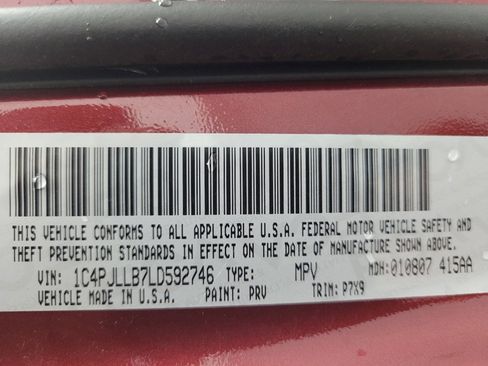 THIS VEHICLE CONFORMS TO ALL APPLICABLE U.S.A. FEDERAL MOTOR VEHICLE SAFETY AND
THEFT PREVENTION STANDARDS IN EFFECT ON THE DATE OF MANUFACTURE SHOWN ABOVE.
VIN: 1C4PJLLB7LD592746 TYPE: MPV MDH:010807 415AA
VEHICLE MADE IN U.S.A. PAINT: PRV TRIM: P7X9